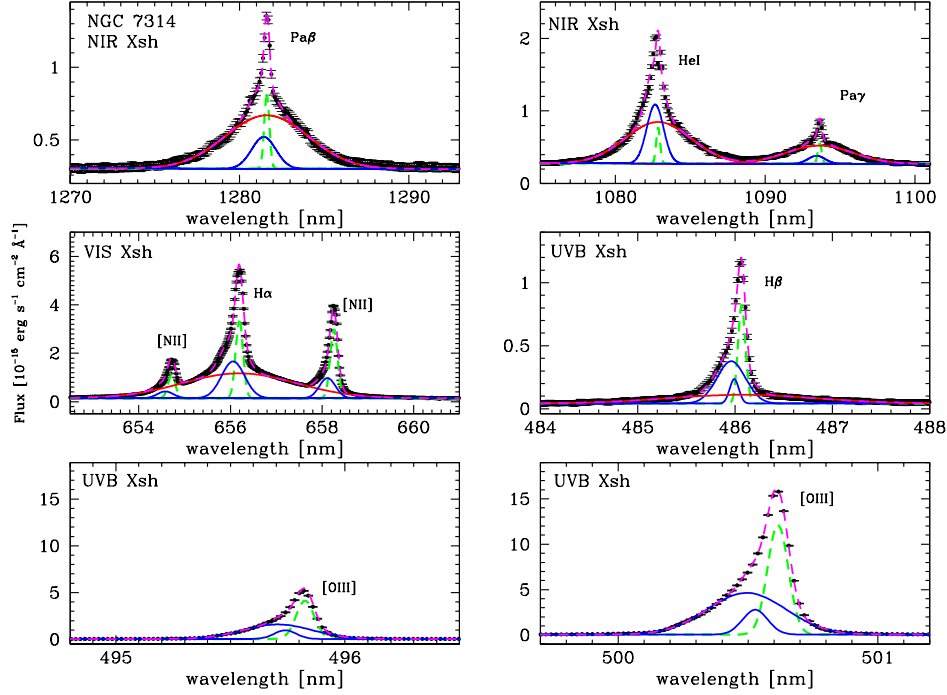 NGC 7314
NIR Xsh
Paβ
1
0.5
1270
1280
1290
wavelength [nm]
NIR Xsh
HeI
Paγ
2
1
0
1080
1090
1100
wavelength [nm]
Flux [10⁻¹⁵ erg s⁻¹ cm⁻² Å⁻¹]
VIS Xsh
[NII]
Hα
[NII]
6
4
2
0
654
656
658
660
wavelength [nm]
UVB Xsh
Hβ
1
0.5
0
484
485
486
487
488
wavelength [nm]
UVB Xsh
[OIII]
15
10
5
0
495
496
wavelength [nm]
UVB Xsh
[OIII]
15
10
5
0
500
501
wavelength [nm]